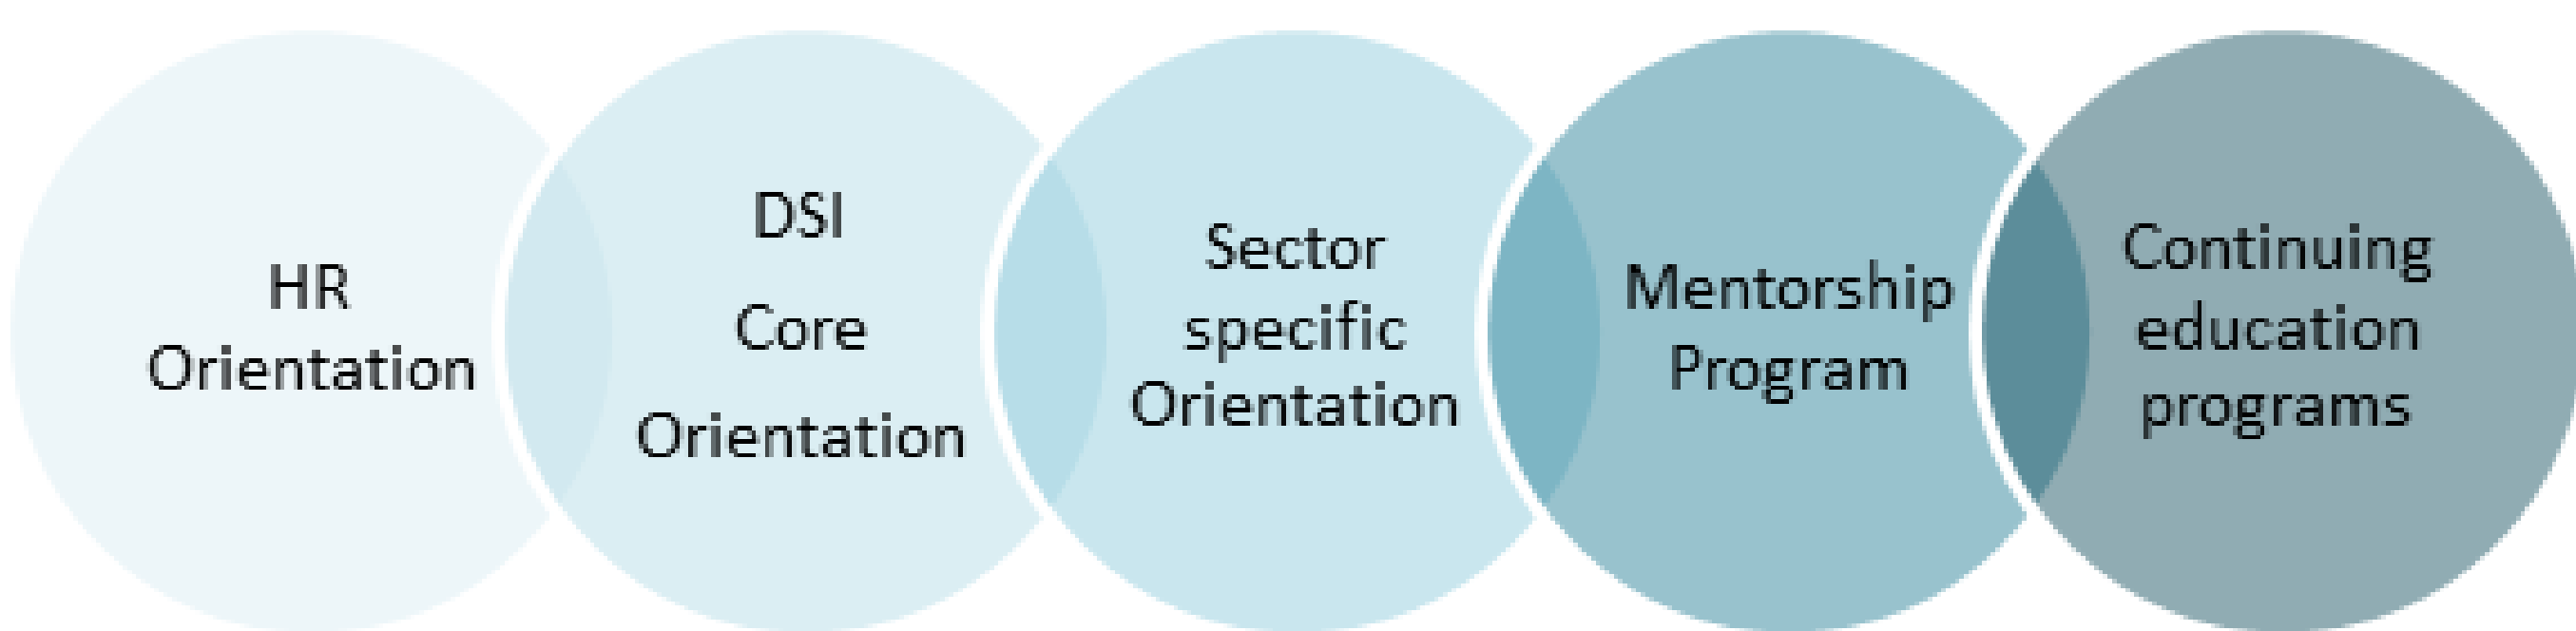 HR
Orientation
DSI
Core
Orientation
Sector
specific
Orientation
Mentorship
Program
Continuing
education
programs